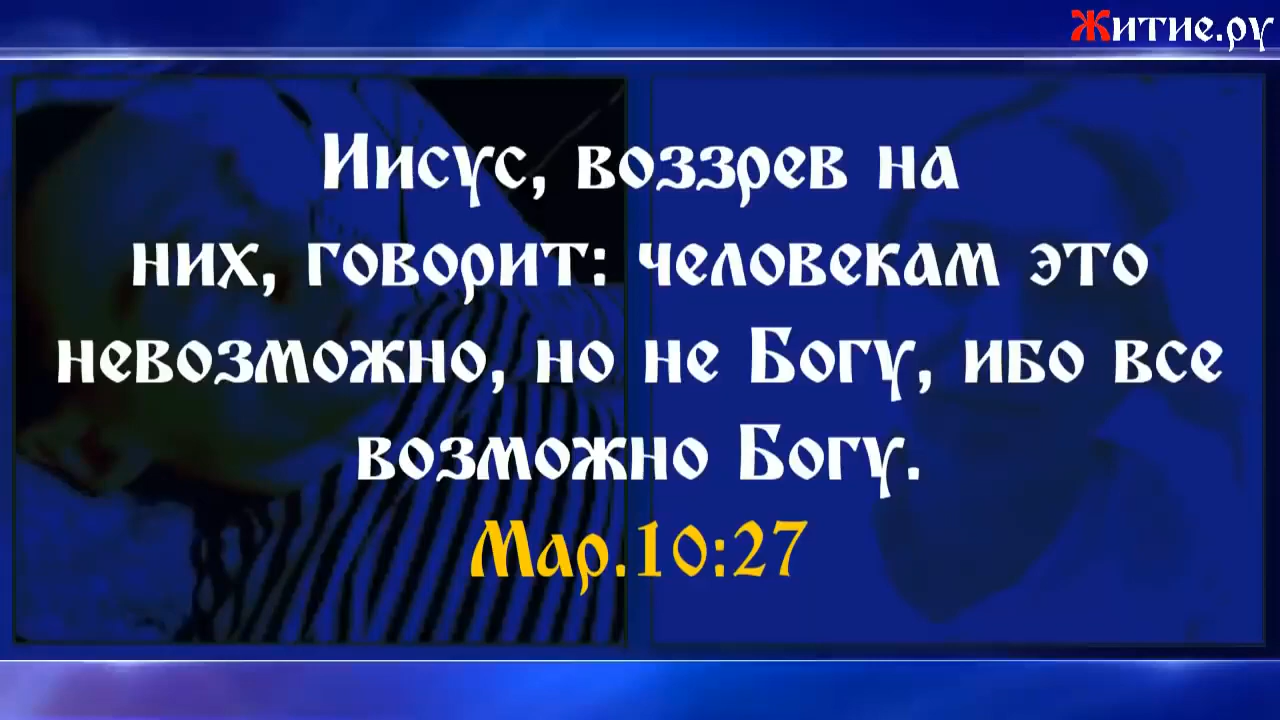 Житие.ру
Иисус, воззрев на
них, говорит: человекам это
невозможно, но не Богу, ибо все
возможно Богу.
Мар.10:27